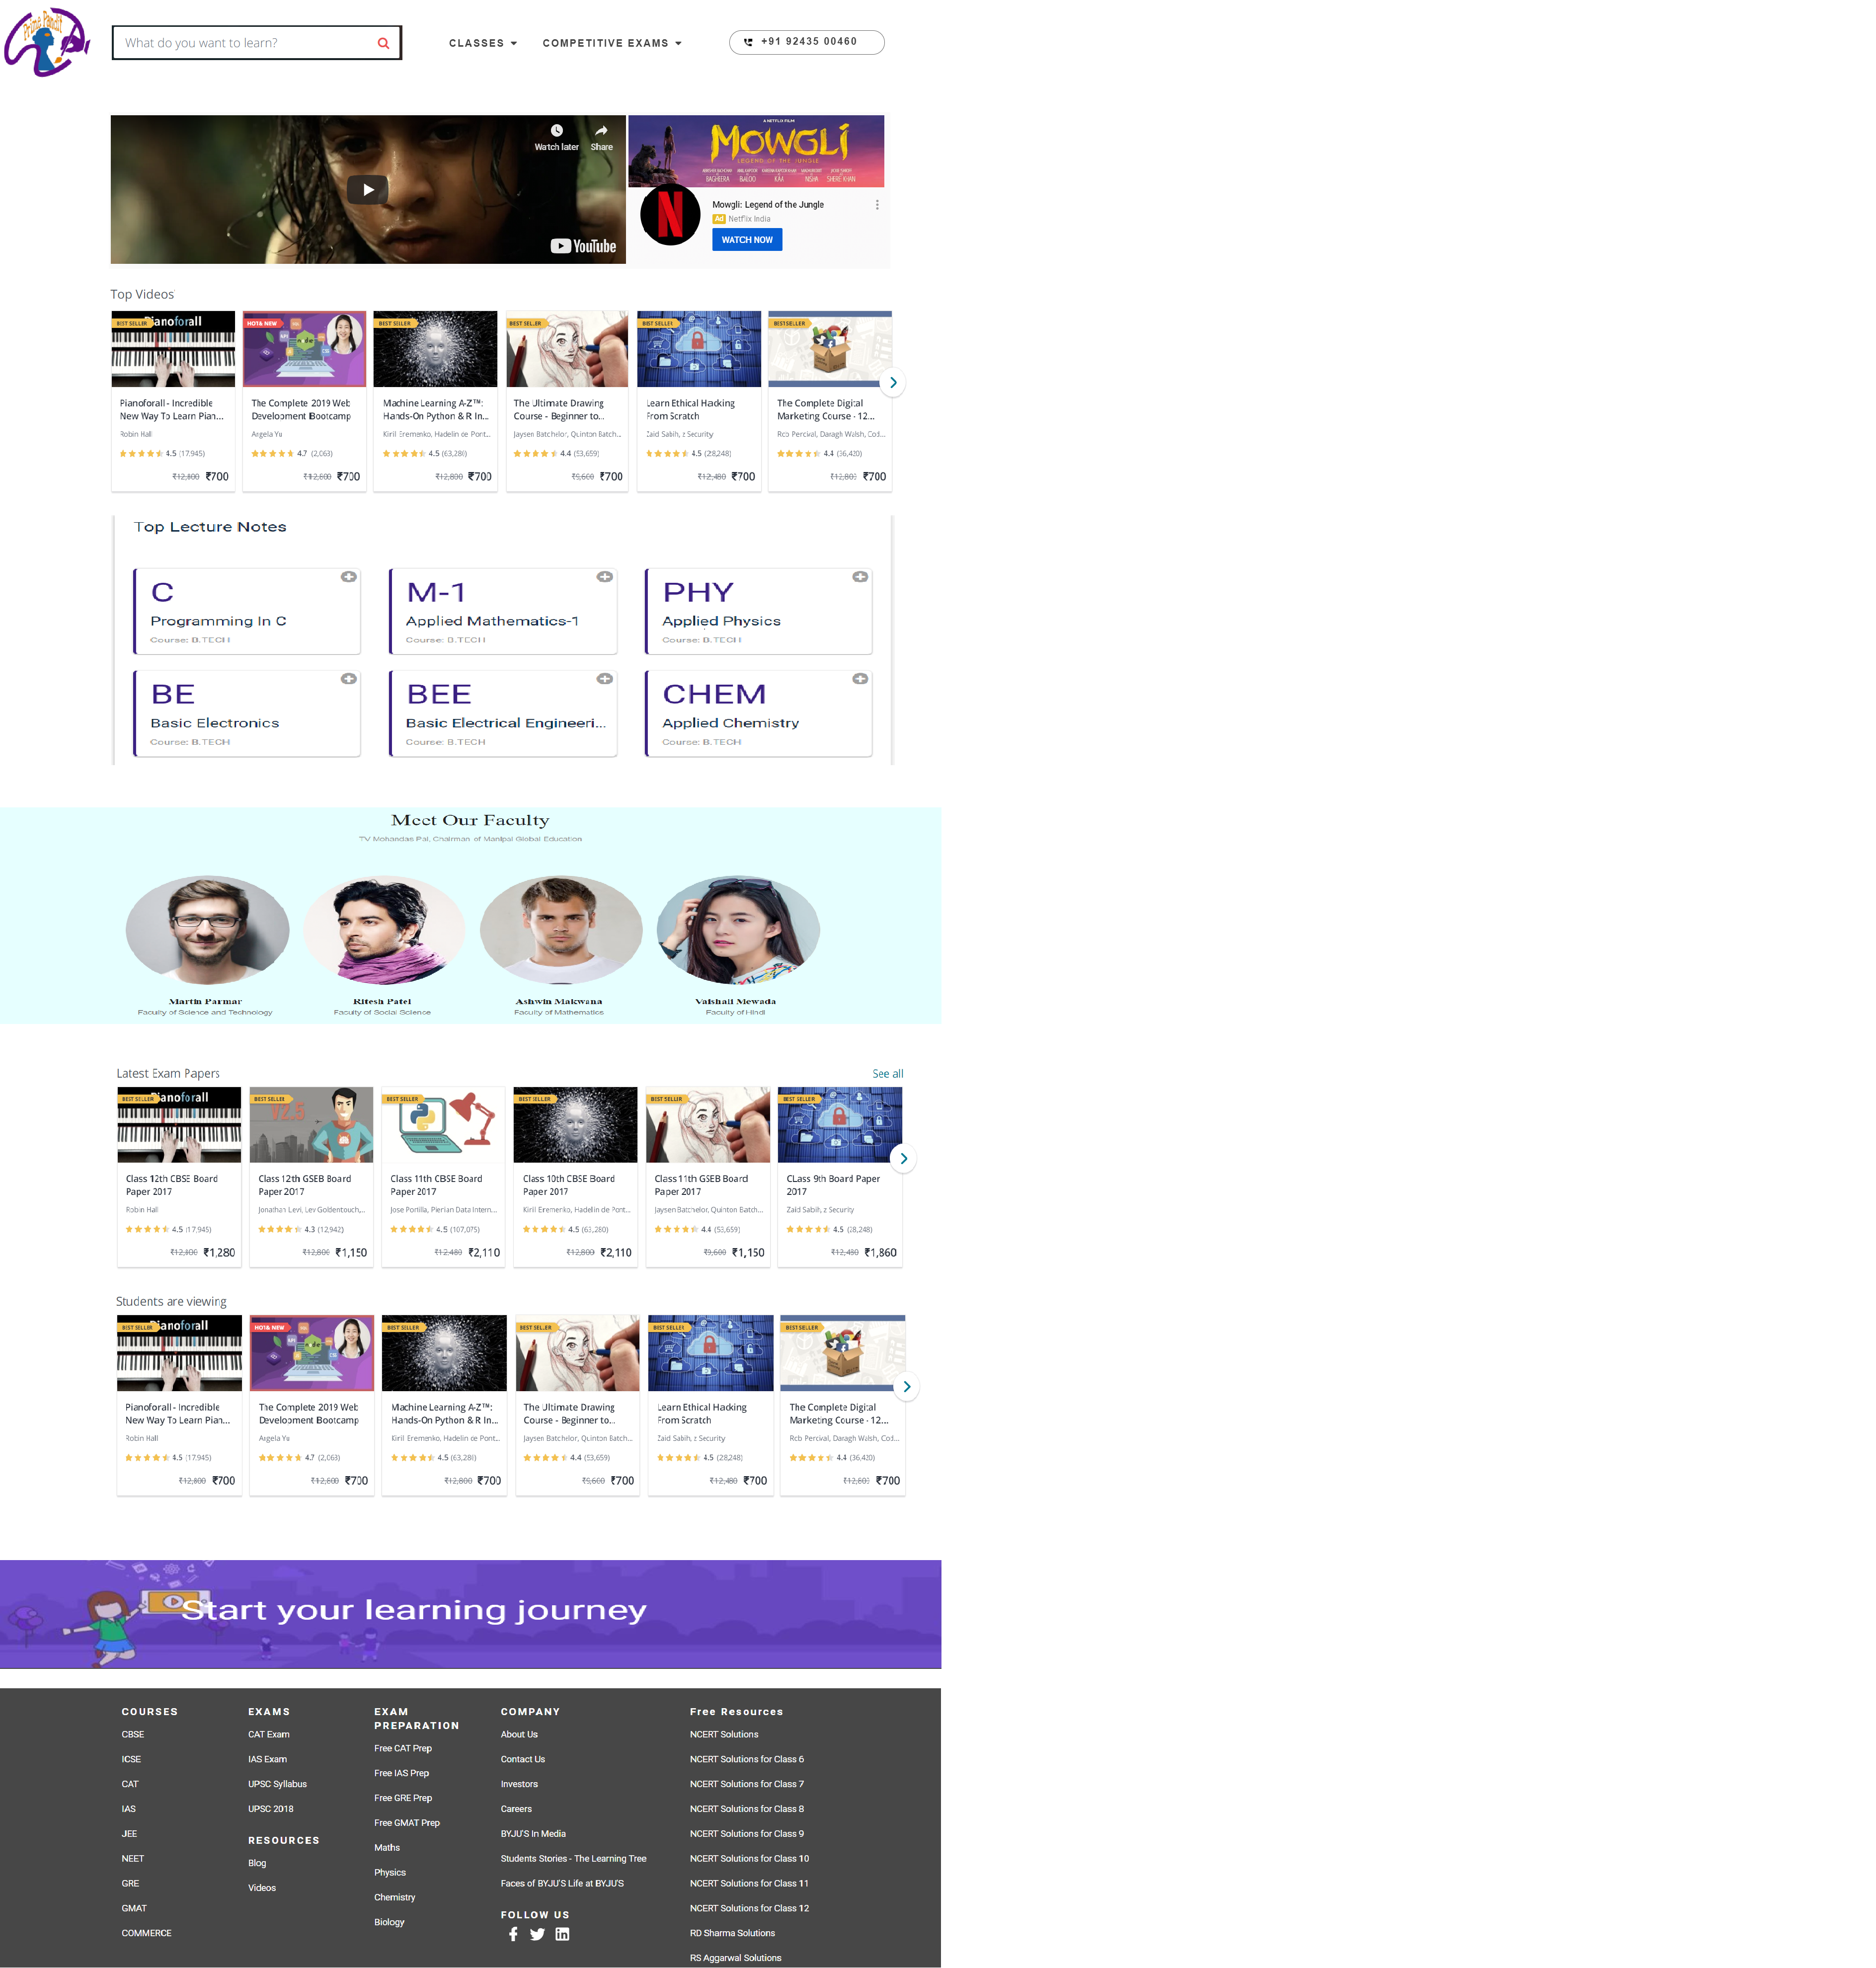 Prime Pandit
What do you want to learn?
CLASSES
COMPETITIVE EXAMS
+91 92435 00460
Watch later
Share
YouTube
A NETFLIX FILM
MOWGLI
LEGEND OF THE JUNGLE
BAGHEERA BALOO KAA NISHA SHERE KHAN
Mowgli: Legend of the Jungle
Ad Netflix India
WATCH NOW
Top Videos
BEST SELLER
Pianoforall
Pianoforall - Incredible
New Way To Learn Pian...
Robin Hall
4.5 (17,945)
₹12,800 ₹700
HOT & NEW
The Complete 2019 Web
Development Bootcamp
Angela Yu
4.7 (2,063)
₹12,800 ₹700
BEST SELLER
Machine Learning A-Z™:
Hands-On Python & R In...
Kirill Eremenko, Hadelin de Pont...
4.5 (63,280)
₹12,800 ₹700
BEST SELLER
The Ultimate Drawing
Course - Beginner to...
Jaysen Batchelor, Quinton Batch...
4.4 (53,659)
₹9,600 ₹700
BEST SELLER
Learn Ethical Hacking
From Scratch
Zaid Sabih, z Security
4.5 (28,248)
₹12,480 ₹700
BEST SELLER
The Complete Digital
Marketing Course - 12...
Rob Percival, Daragh Walsh, Cod...
4.4 (36,420)
₹12,800 ₹700
Top Lecture Notes
C
Programming In C
Course: B.TECH
M-1
Applied Mathematics-1
Course: B.TECH
PHY
Applied Physics
Course: B.TECH
BE
Basic Electronics
Course: B.TECH
BEE
Basic Electrical Engineeri...
Course: B.TECH
CHEM
Applied Chemistry
Course: B.TECH
Meet Our Faculty
TV Mohandas Pai, Chairman of Manipal Global Education
Martin Parmar
Faculty of Science and Technology
Ritesh Patel
Faculty of Social Science
Ashwin Makwana
Faculty of Mathematics
Vaishali Mewada
Faculty of Hindi
Latest Exam Papers
See all
BEST SELLER
Pianoforall
Class 12th CBSE Board
Paper 2017
Robin Hall
4.5 (17,945)
₹12,800 ₹1,280
BEST SELLER
V2.5
Class 12th GSEB Board
Paper 2017
Jonathan Levi, Lev Goldentouch,...
4.3 (12,942)
₹12,800 ₹1,150
BEST SELLER
Class 11th CBSE Board
Paper 2017
Jose Portilla, Pierian Data Intern...
4.5 (107,075)
₹12,480 ₹2,110
BEST SELLER
Class 10th CBSE Board
Paper 2017
Kirill Eremenko, Hadelin de Pont...
4.5 (63,280)
₹12,800 ₹2,110
BEST SELLER
Class 11th GSEB Board
Paper 2017
Jaysen Batchelor, Quinton Batch...
4.4 (53,659)
₹9,600 ₹1,150
BEST SELLER
CLass 9th Board Paper
2017
Zaid Sabih, z Security
4.5 (28,248)
₹12,480 ₹1,860
Students are viewing
BEST SELLER
Pianoforall
Pianoforall - Incredible
New Way To Learn Pian...
Robin Hall
4.5 (17,945)
₹12,800 ₹700
HOT & NEW
The Complete 2019 Web
Development Bootcamp
Angela Yu
4.7 (2,063)
₹12,800 ₹700
BEST SELLER
Machine Learning A-Z™:
Hands-On Python & R In...
Kirill Eremenko, Hadelin de Pont...
4.5 (63,280)
₹12,800 ₹700
BEST SELLER
The Ultimate Drawing
Course - Beginner to...
Jaysen Batchelor, Quinton Batch...
4.4 (53,659)
₹9,600 ₹700
BEST SELLER
Learn Ethical Hacking
From Scratch
Zaid Sabih, z Security
4.5 (28,248)
₹12,480 ₹700
BEST SELLER
The Complete Digital
Marketing Course - 12...
Rob Percival, Daragh Walsh, Cod...
4.4 (36,420)
₹12,800 ₹700
Start your learning journey
COURSES
CBSE
ICSE
CAT
IAS
JEE
NEET
GRE
GMAT
COMMERCE
EXAMS
CAT Exam
IAS Exam
UPSC Syllabus
UPSC 2018
RESOURCES
Blog
Videos
EXAM
PREPARATION
Free CAT Prep
Free IAS Prep
Free GRE Prep
Free GMAT Prep
Maths
Physics
Chemistry
Biology
COMPANY
About Us
Contact Us
Investors
Careers
BYJU'S In Media
Students Stories - The Learning Tree
Faces of BYJU'S Life at BYJU'S
FOLLOW US
Free Resources
NCERT Solutions
NCERT Solutions for Class 6
NCERT Solutions for Class 7
NCERT Solutions for Class 8
NCERT Solutions for Class 9
NCERT Solutions for Class 10
NCERT Solutions for Class 11
NCERT Solutions for Class 12
RD Sharma Solutions
RS Aggarwal Solutions